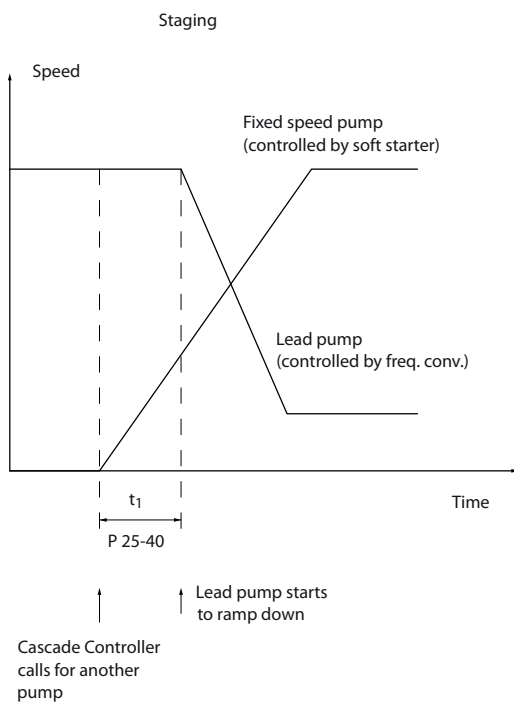 Staging
Speed
Fixed speed pump
(controlled by soft starter)
Lead pump
(controlled by freq. conv.)
t1
Time
P 25-40
Lead pump starts
to ramp down
Cascade Controller
calls for another
pump